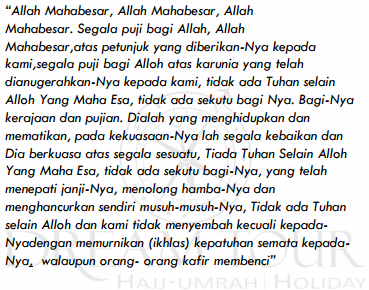 “Allah Mahabesar, Allah Mahabesar, Allah
Mahabesar. Segala puji bagi Allah, Allah
Mahabesar,atas petunjuk yang diberikan-Nya kepada
kami,segala puji bagi Alloh atas karunia yang telah
dianugerahkan-Nya kepada kami, tidak ada Tuhan selain
Alloh Yang Maha Esa, tidak ada sekutu bagi Nya. Bagi-Nya
kerajaan dan pujian. Dialah yang menghidupkan dan
mematikan, pada kekuasaan-Nya lah segala kebaikan dan
Dia berkuasa atas segala sesuatu, Tiada Tuhan Selain Alloh
Yang Maha Esa, tidak ada sekutu bagi-Nya, yang telah
menepati janji-Nya, menolong hamba-Nya dan
menghancurkan sendiri musuh-musuh-Nya, Tidak ada Tuhan
selain Alloh dan kami tidak menyembah kecuali kepada-
Nyadengan memurnikan (ikhlas) kepatuhan semata kepada-
Nya, walaupun orang- orang kafir membenci”
DREAM TOUR
HAJJ-UMRAH HOLIDAY